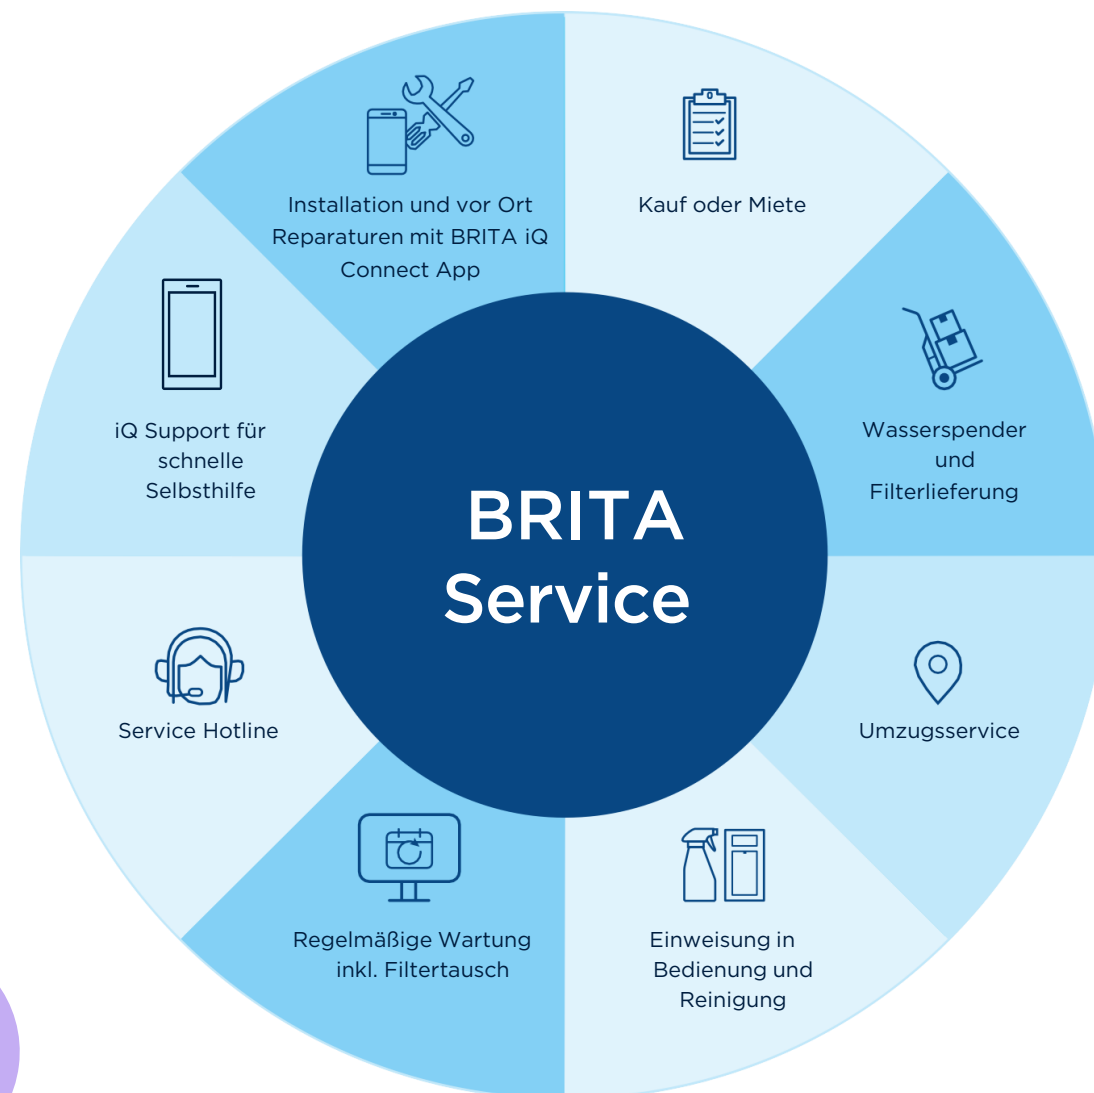 BRITA
Service
Kauf oder Miete
Wasserspender
und
Filterlieferung
Umzugsservice
Einweisung in
Bedienung und
Reinigung
Regelmäßige Wartung
inkl. Filtertausch
Service Hotline
iQ Support für
schnelle
Selbsthilfe
Installation und vor Ort
Reparaturen mit BRITA iQ
Connect App